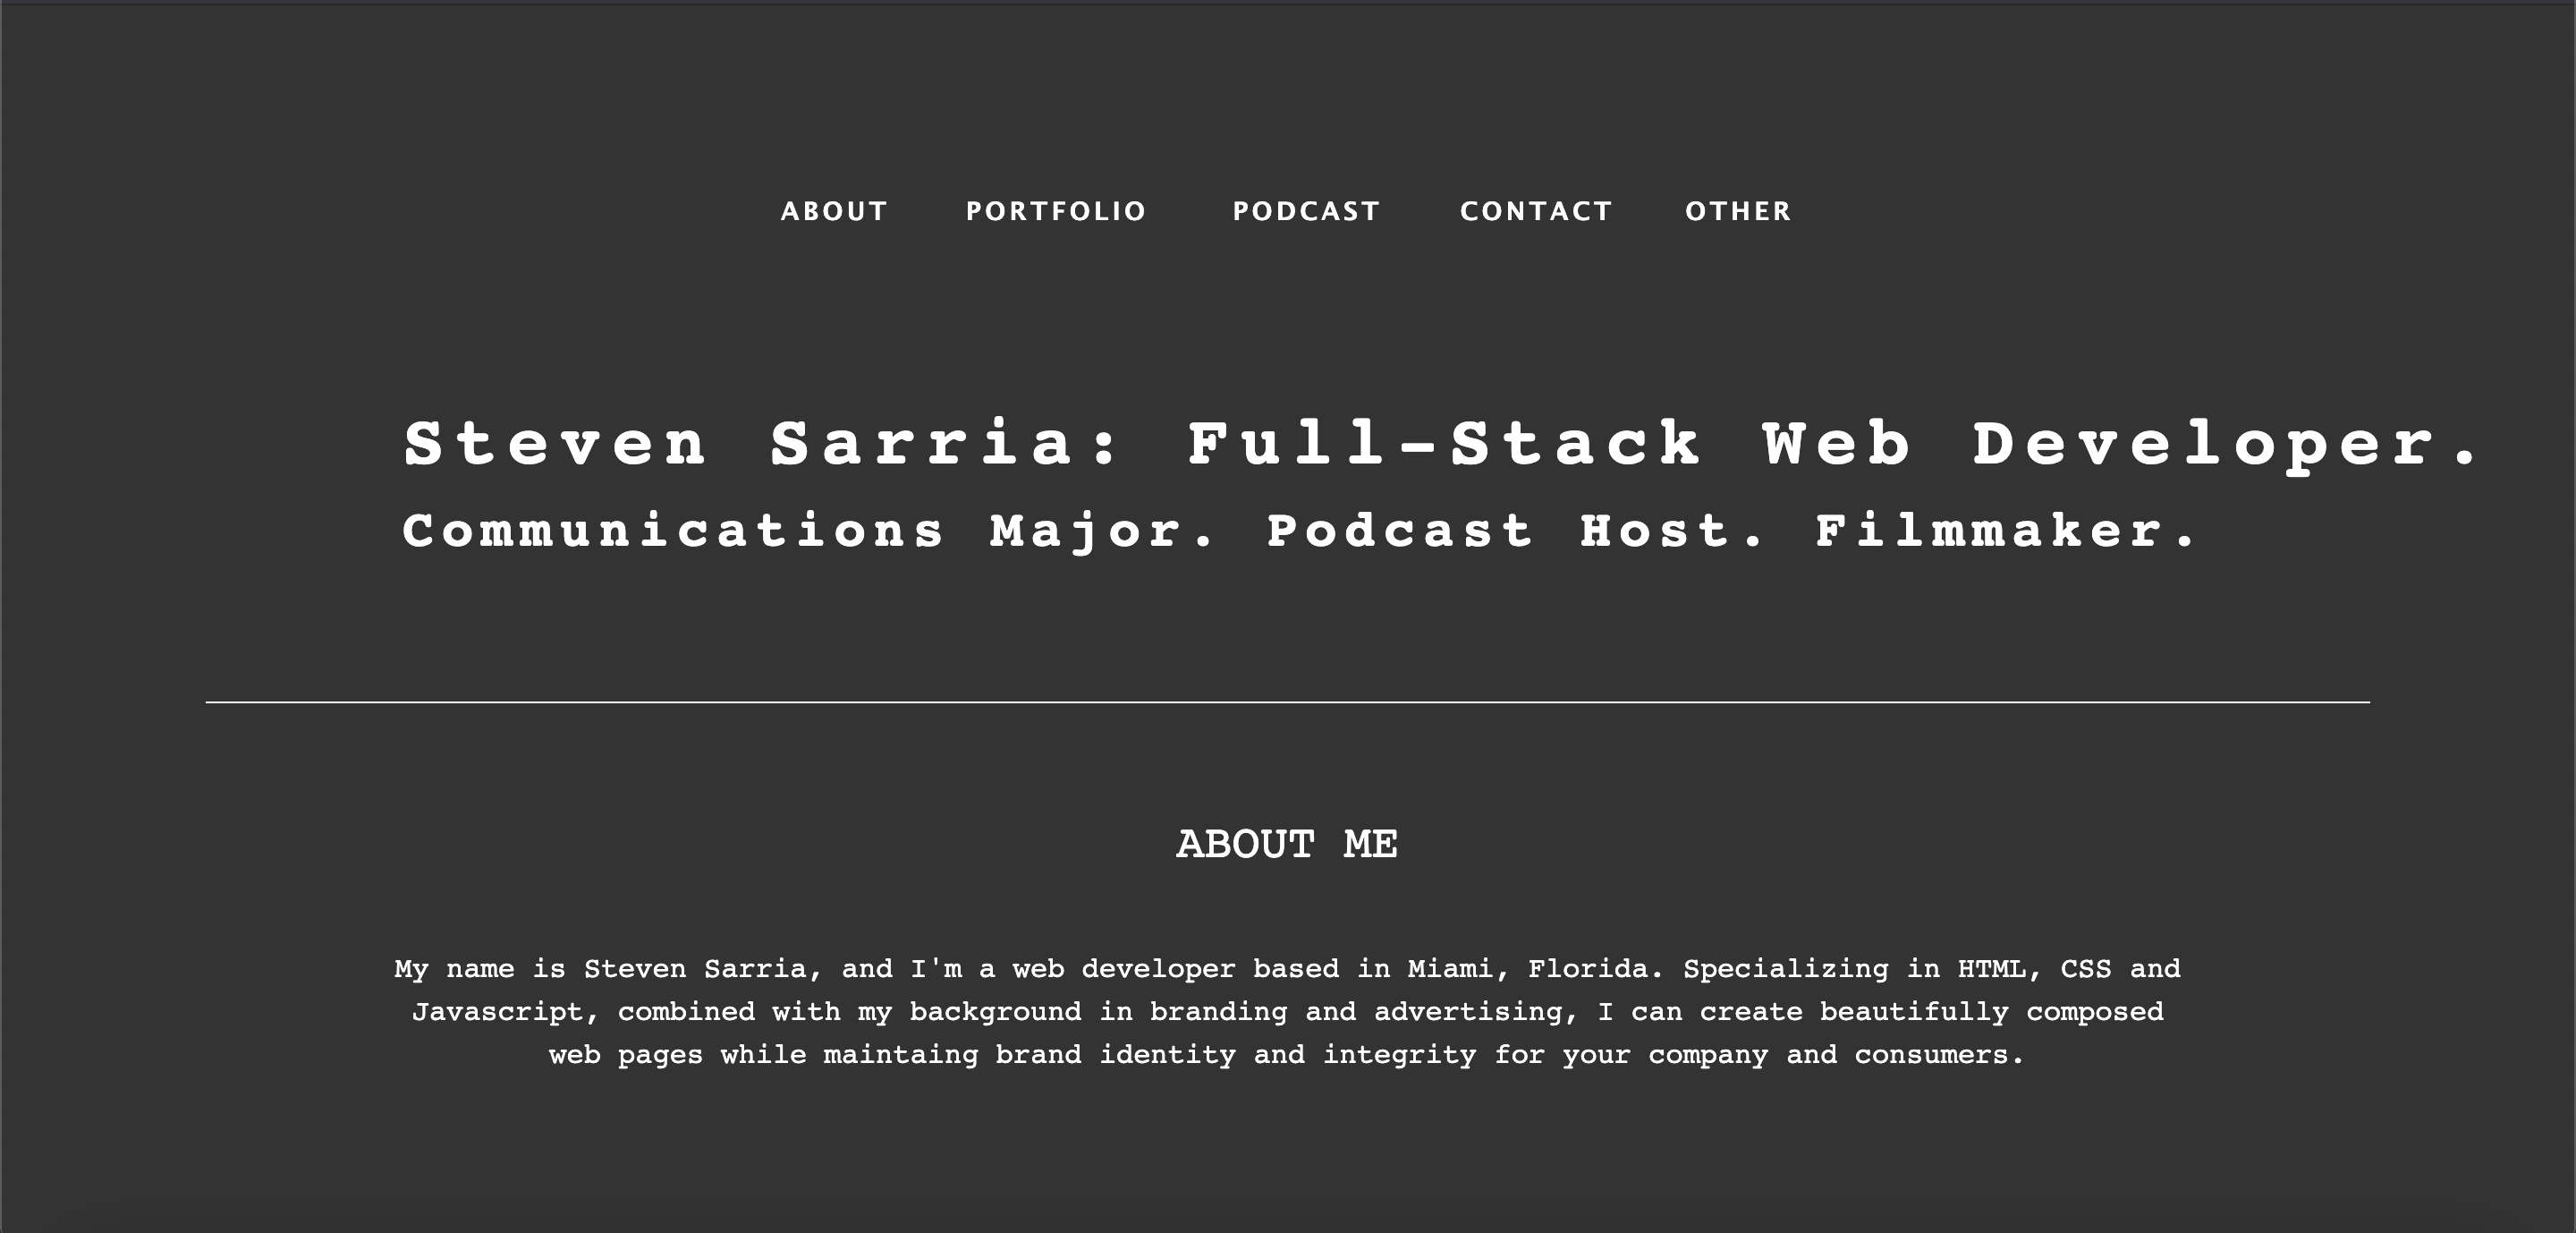 ABOUT PORTFOLIO PODCAST CONTACT OTHER
Steven Sarria: Full-Stack Web Developer.
Communications Major. Podcast Host. Filmmaker.
ABOUT ME
My name is Steven Sarria, and I'm a web developer based in Miami, Florida. Specializing in HTML, CSS and
Javascript, combined with my background in branding and advertising, I can create beautifully composed
web pages while maintaing brand identity and integrity for your company and consumers.